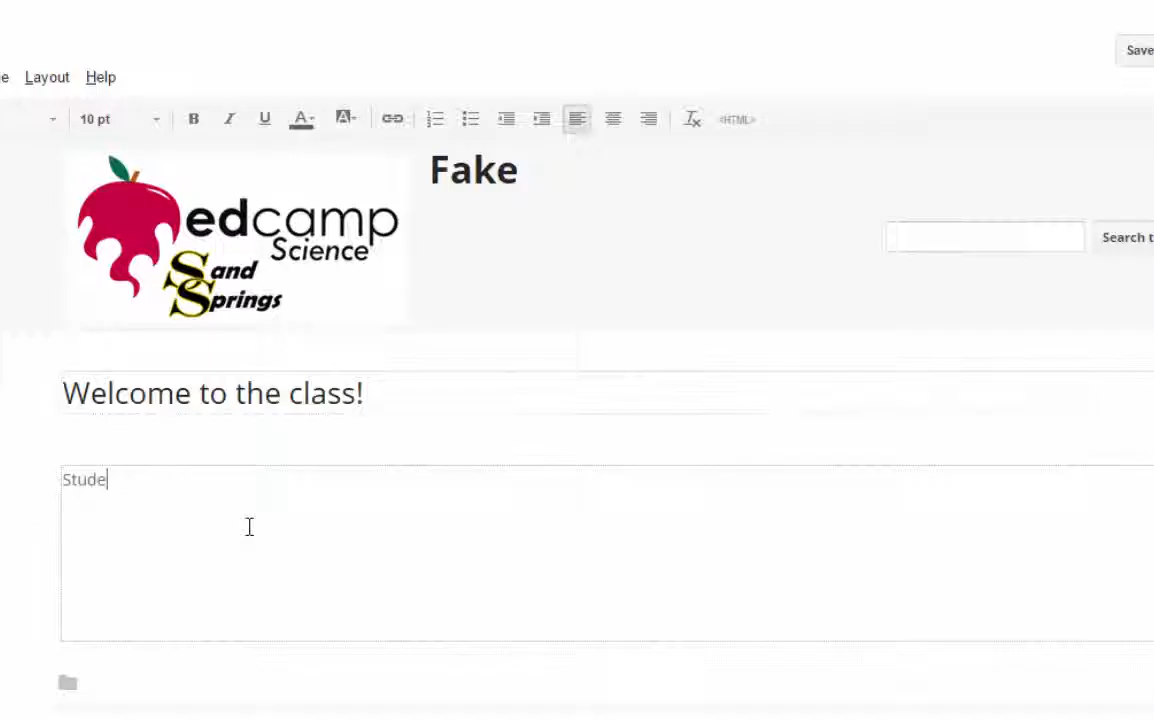 Save
e Layout Help
10 pt B I U A A <HTML>
Fake
edcamp
Science
Sand
Springs
Search t
Welcome to the class!
Stude